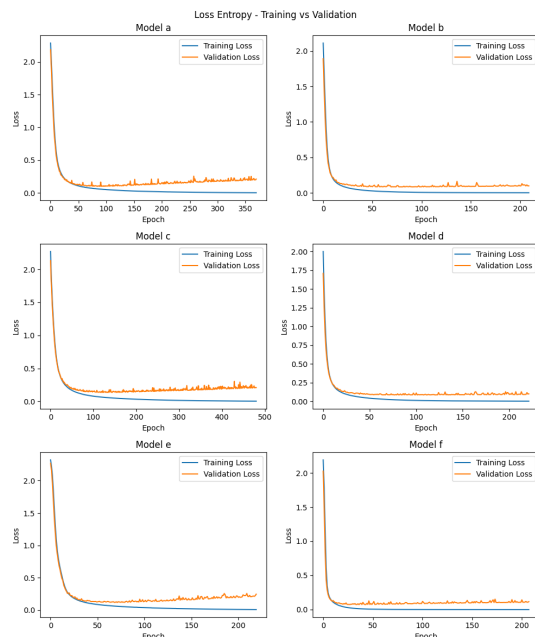 Loss Entropy - Training vs Validation
Model a
Training Loss
Validation Loss
Loss
2.0
1.5
1.0
0.5
0.0
0 50 100 150 200 250 300 350
Epoch
Model b
Training Loss
Validation Loss
Loss
2.0
1.5
1.0
0.5
0.0
0 50 100 150 200
Epoch
Model c
Training Loss
Validation Loss
Loss
2.0
1.5
1.0
0.5
0.0
0 100 200 300 400 500
Epoch
Model d
Training Loss
Validation Loss
Loss
2.00
1.75
1.50
1.25
1.00
0.75
0.50
0.25
0.00
0 50 100 150 200
Epoch
Model e
Training Loss
Validation Loss
Loss
2.0
1.5
1.0
0.5
0.0
0 50 100 150 200
Epoch
Model f
Training Loss
Validation Loss
Loss
2.0
1.5
1.0
0.5
0.0
0 50 100 150 200
Epoch